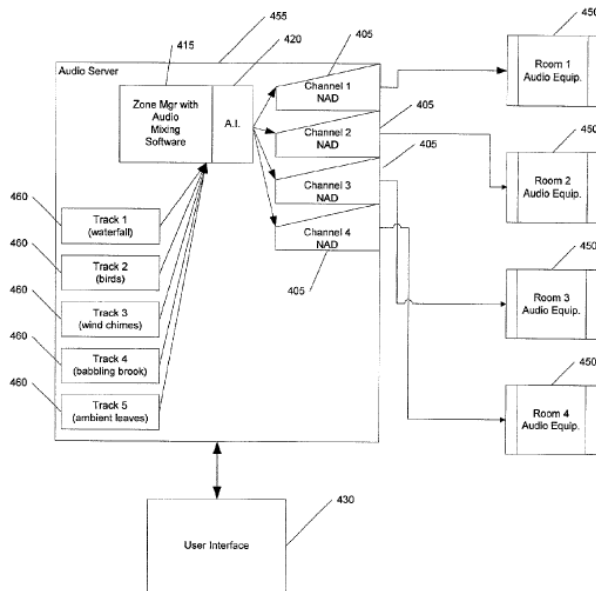 455
415
420
405
450
Audio Server
Zone Mgr with
Audio
Mixing
Software
A.I.
Channel 1
NAD
405
Channel 2
NAD
405
Channel 3
NAD
Channel 4
NAD
405
Room 1
Audio Equip.
450
Room 2
Audio Equip.
450
Room 3
Audio Equip.
450
Room 4
Audio Equip.
460
Track 1
(waterfall)
460
Track 2
(birds)
460
Track 3
(wind chimes)
460
Track 4
(babbling brook)
460
Track 5
(ambient leaves)
430
User Interface